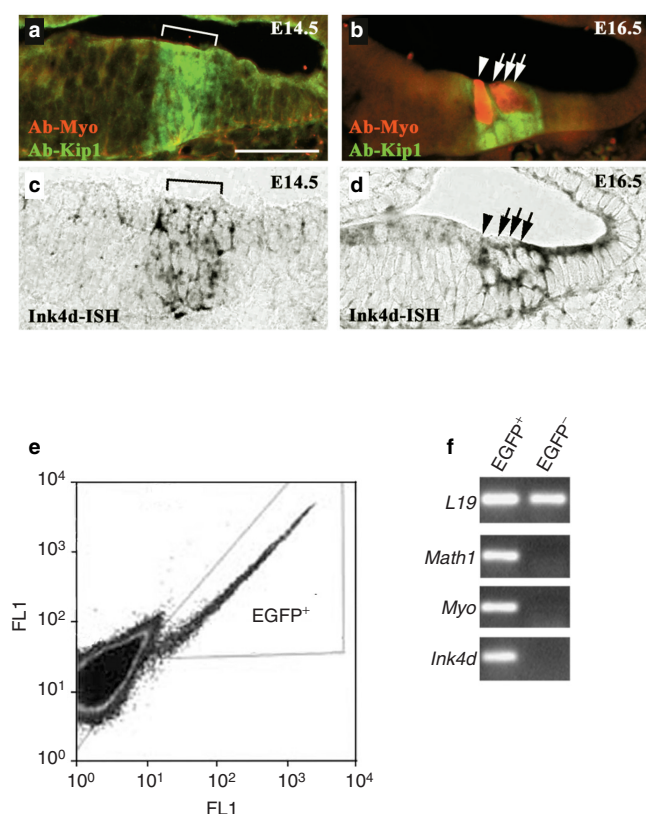 a
E14.5
Ab-Myo
Ab-Kip1
b
E16.5
Ab-Myo
Ab-Kip1
c
E14.5
Ink4d-ISH
d
E16.5
Ink4d-ISH
e
10⁴
10³
10²
10¹
10⁰
FL1
EGFP⁺
10⁰ 10¹ 10² 10³ 10⁴
FL1
f
EGFP⁺ EGFP⁻
L19
Math1
Myo
Ink4d